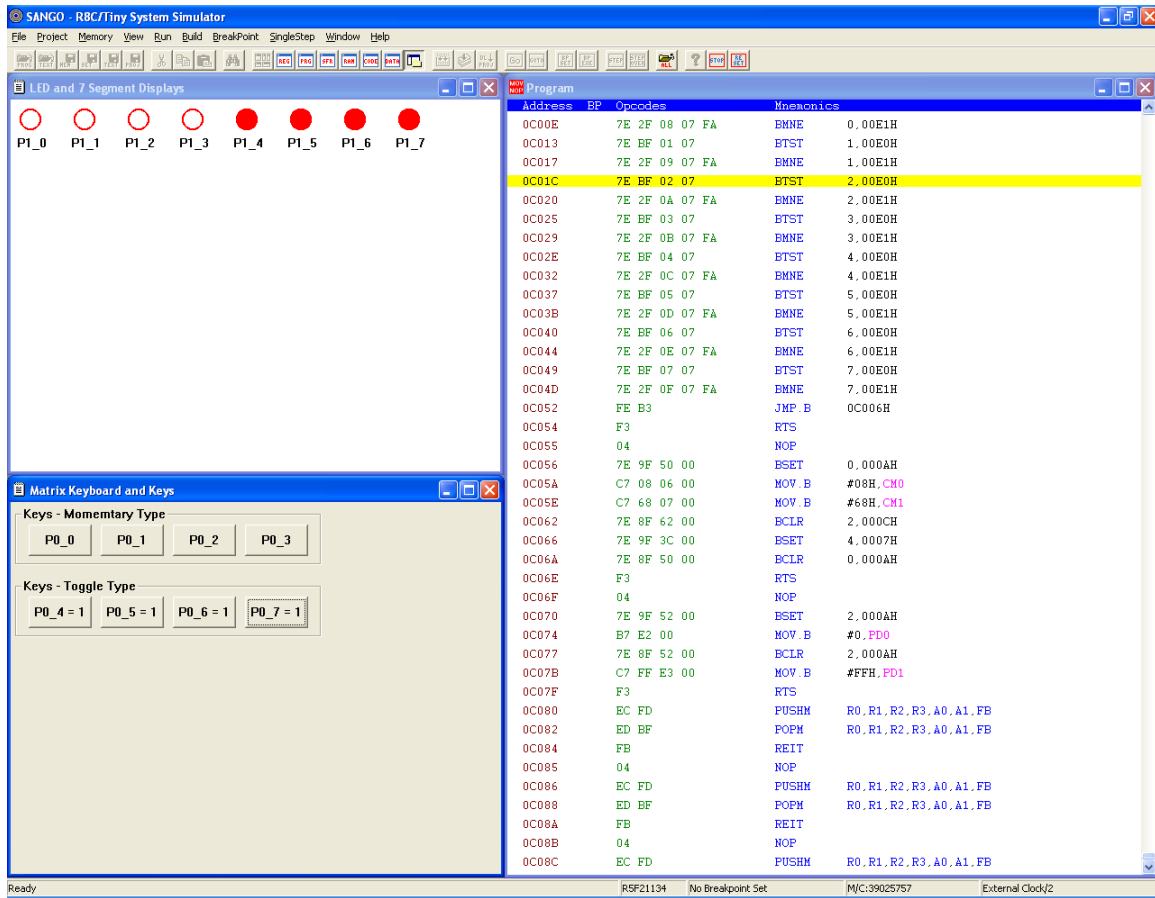 SANGO - R8C/Tiny System Simulator
File Project Memory View Run Build BreakPoint SingleStep Window Help
REG PRG SFR RAM CODE DATA Go GOTO STEP ALL ? STOP
LED and 7 Segment Displays
P1_0 P1_1 P1_2 P1_3 P1_4 P1_5 P1_6 P1_7
Matrix Keyboard and Keys
Keys - Momemtary Type
P0_0 P0_1 P0_2 P0_3
Keys - Toggle Type
P0_4 = 1 P0_5 = 1 P0_6 = 1 P0_7 = 1
MOV NOP Program
Address BP Opcodes Mnemonics
0C00E 7E 2F 08 07 FA BMNE 0,00E1H
0C013 7E BF 01 07 BTST 1,00E0H
0C017 7E 2F 09 07 FA BMNE 1,00E1H
0C01C 7E BF 02 07 BTST 2,00E0H
0C020 7E 2F 0A 07 FA BMNE 2,00E1H
0C025 7E BF 03 07 BTST 3,00E0H
0C029 7E 2F 0B 07 FA BMNE 3,00E1H
0C02E 7E BF 04 07 BTST 4,00E0H
0C032 7E 2F 0C 07 FA BMNE 4,00E1H
0C037 7E BF 05 07 BTST 5,00E0H
0C03B 7E 2F 0D 07 FA BMNE 5,00E1H
0C040 7E BF 06 07 BTST 6,00E0H
0C044 7E 2F 0E 07 FA BMNE 6,00E1H
0C049 7E BF 07 07 BTST 7,00E0H
0C04D 7E 2F 0F 07 FA BMNE 7,00E1H
0C052 FE B3 JMP.B 0C006H
0C054 F3 RTS
0C055 04 NOP
0C056 7E 9F 50 00 BSET 0,000AH
0C05A C7 08 06 00 MOV.B #08H,CM0
0C05E C7 68 07 00 MOV.B #68H,CM1
0C062 7E 8F 62 00 BCLR 2,000CH
0C066 7E 9F 3C 00 BSET 4,0007H
0C06A 7E 8F 50 00 BCLR 0,000AH
0C06E F3 RTS
0C06F 04 NOP
0C070 7E 9F 52 00 BSET 2,000AH
0C074 B7 E2 00 MOV.B #0,PD0
0C077 7E 8F 52 00 BCLR 2,000AH
0C07B C7 FF E3 00 MOV.B #FFH,PD1
0C07F F3 RTS
0C080 EC FD PUSHM R0,R1,R2,R3,A0,A1,FB
0C082 ED BF POPM R0,R1,R2,R3,A0,A1,FB
0C084 FB REIT
0C085 04 NOP
0C086 EC FD PUSHM R0,R1,R2,R3,A0,A1,FB
0C088 ED BF POPM R0,R1,R2,R3,A0,A1,FB
0C08A FB REIT
0C08B 04 NOP
0C08C EC FD PUSHM R0,R1,R2,R3,A0,A1,FB
Ready R5F21134 No Breakpoint Set M/C:39025757 External Clock/2